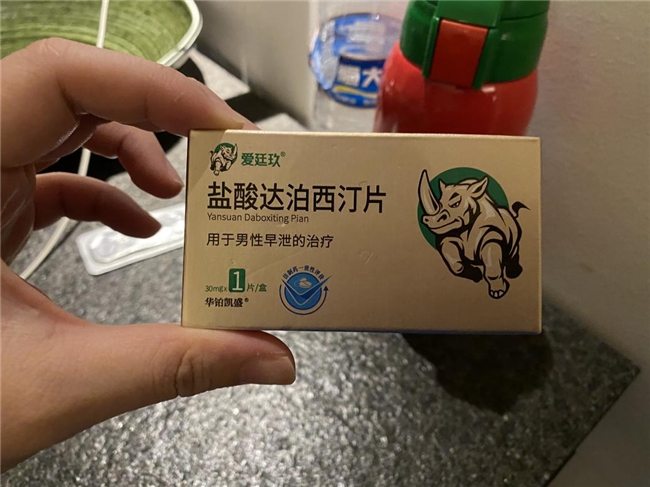 爱廷玖®
盐酸达泊西汀片
Yansuan Daboxiting Pian
用于男性早泄的治疗
30mg× 1 片/盒
华铂凯盛®